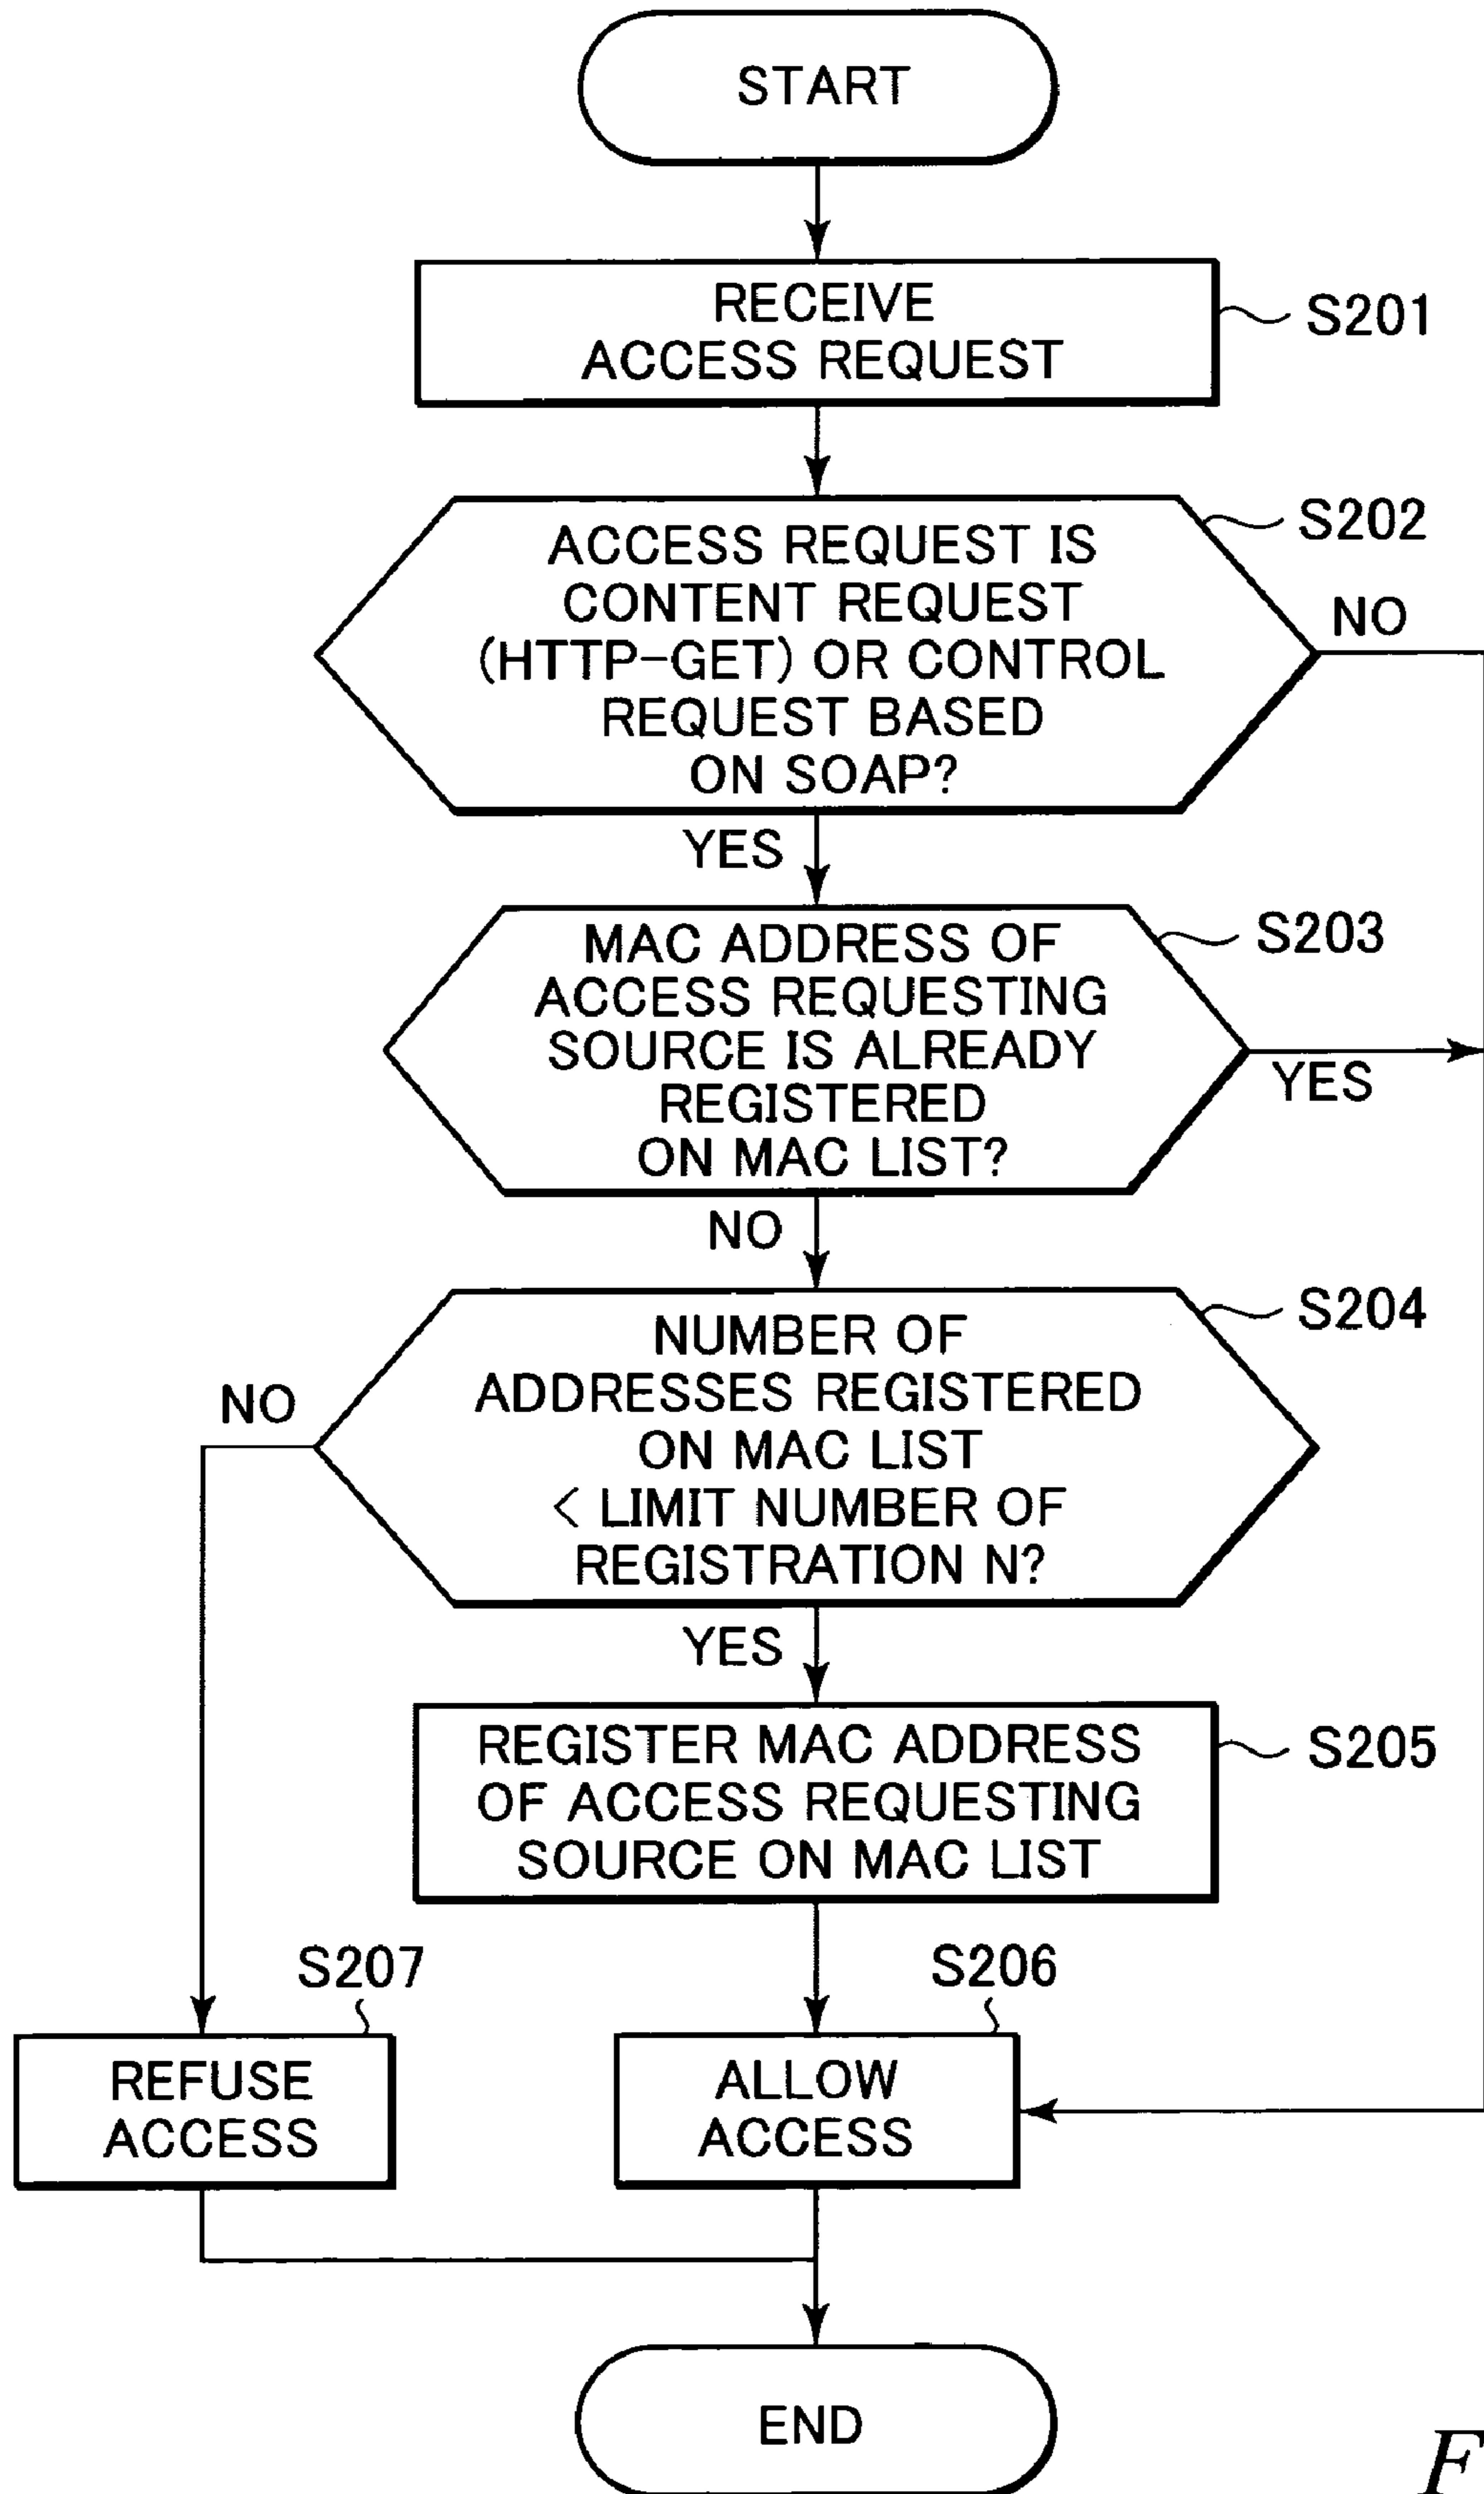 START
RECEIVE
ACCESS REQUEST
S201
ACCESS REQUEST IS
CONTENT REQUEST
(HTTP-GET) OR CONTROL
REQUEST BASED
ON SOAP?
S202
NO
YES
MAC ADDRESS OF
ACCESS REQUESTING
SOURCE IS ALREADY
REGISTERED
ON MAC LIST?
S203
YES
NO
NUMBER OF
ADDRESSES REGISTERED
ON MAC LIST
< LIMIT NUMBER OF
REGISTRATION N?
S204
NO
YES
REGISTER MAC ADDRESS
OF ACCESS REQUESTING
SOURCE ON MAC LIST
S205
S207
S206
REFUSE
ACCESS
ALLOW
ACCESS
END
F